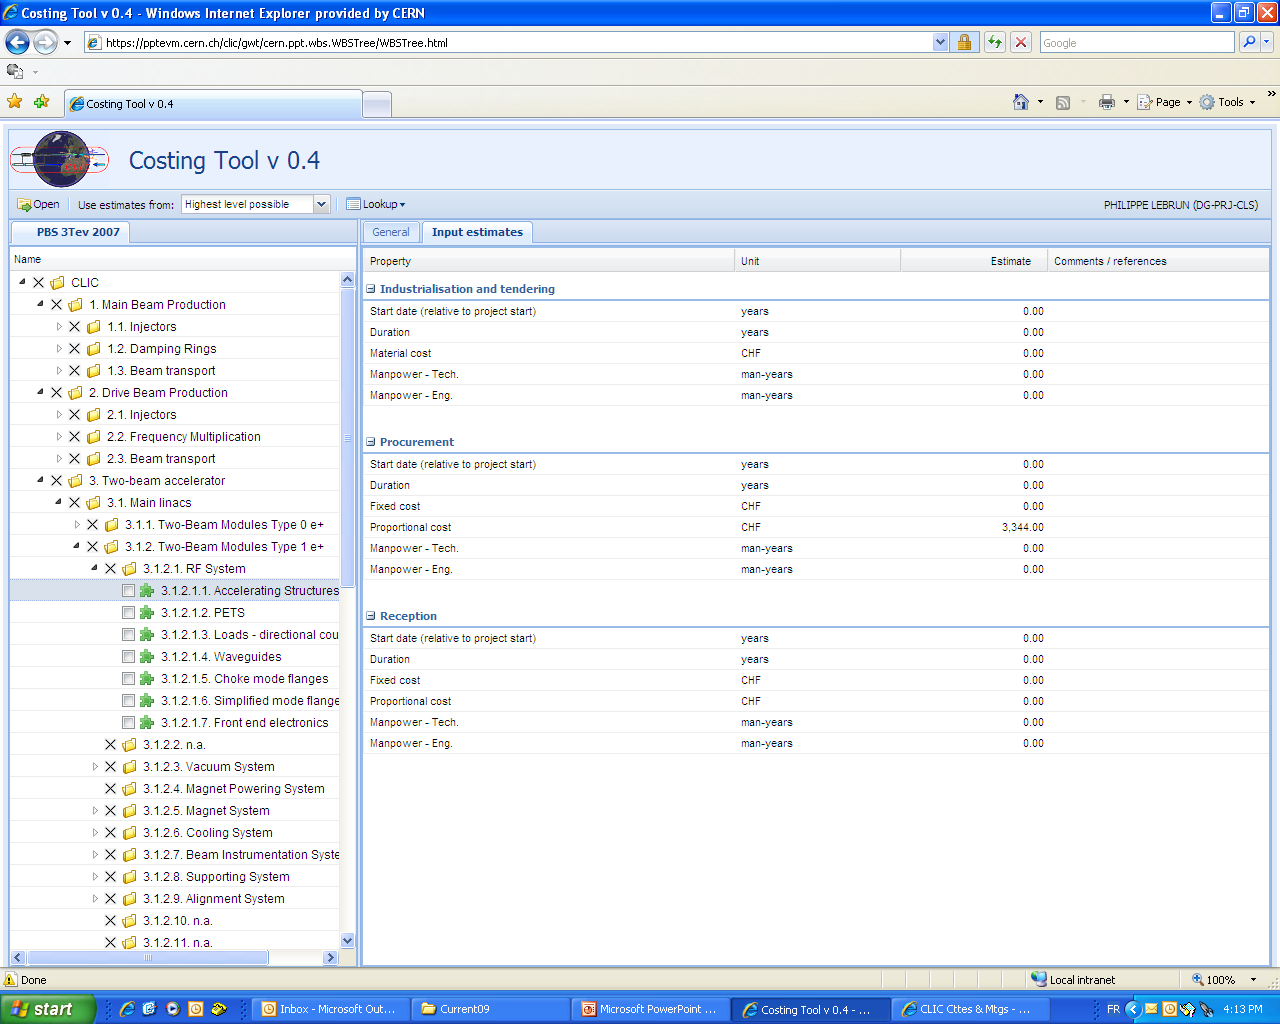 Costing Tool v 0.4 - Windows Internet Explorer provided by CERN
https://pptevm.cern.ch/clic/gwt/cern.ppt.wbs.WBSTree/WBSTree.html
Google
Costing Tool v 0.4
Page
Tools
Costing Tool v 0.4
Open
Use estimates from:
Highest level possible
Lookup
PHILIPPE LEBRUN (DG-PRJ-CLS)
PBS 3Tev 2007
General
Input estimates
Name
CLIC
1. Main Beam Production
1.1. Injectors
1.2. Damping Rings
1.3. Beam transport
2. Drive Beam Production
2.1. Injectors
2.2. Frequency Multiplication
2.3. Beam transport
3. Two-beam accelerator
3.1. Main linacs
3.1.1. Two-Beam Modules Type 0 e+
3.1.2. Two-Beam Modules Type 1 e+
3.1.2.1. RF System
3.1.2.1.1. Accelerating Structures
3.1.2.1.2. PETS
3.1.2.1.3. Loads - directional cou
3.1.2.1.4. Waveguides
3.1.2.1.5. Choke mode flanges
3.1.2.1.6. Simplified mode flange
3.1.2.1.7. Front end electronics
3.1.2.2. n.a.
3.1.2.3. Vacuum System
3.1.2.4. Magnet Powering System
3.1.2.5. Magnet System
3.1.2.6. Cooling System
3.1.2.7. Beam Instrumentation Syste
3.1.2.8. Supporting System
3.1.2.9. Alignment System
3.1.2.10. n.a.
3.1.2.11. n.a.
Property Unit Estimate Comments / references
Industrialisation and tendering
Start date (relative to project start) years 0.00
Duration years 0.00
Material cost CHF 0.00
Manpower - Tech. man-years 0.00
Manpower - Eng. man-years 0.00
Procurement
Start date (relative to project start) years 0.00
Duration years 0.00
Fixed cost CHF 0.00
Proportional cost CHF 3,344.00
Manpower - Tech. man-years 0.00
Manpower - Eng. man-years 0.00
Reception
Start date (relative to project start) years 0.00
Duration years 0.00
Fixed cost CHF 0.00
Proportional cost CHF 0.00
Manpower - Tech. man-years 0.00
Manpower - Eng. man-years 0.00
Done
Local intranet
100%
start
Inbox - Microsoft Out...
Current09
Microsoft PowerPoint ...
Costing Tool v 0.4 - ...
CLIC Cttes & Mtgs - ...
FR
4:13 PM